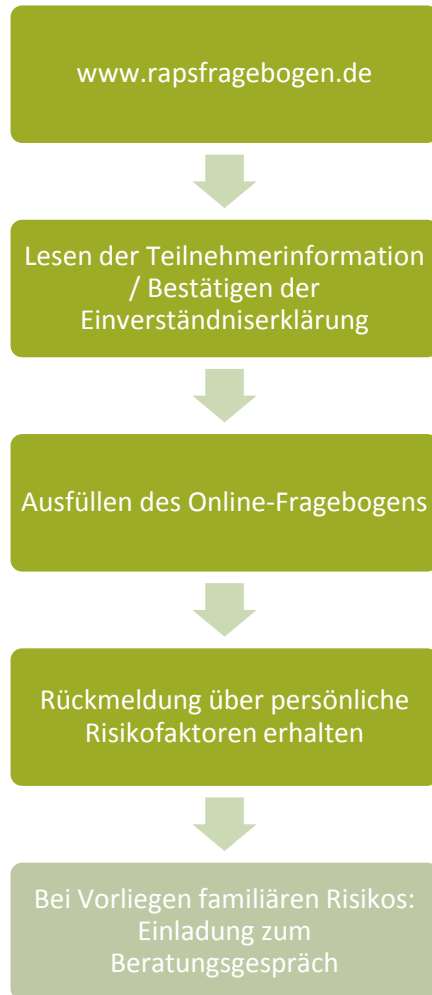 www.rapsfragebogen.de
Lesen der Teilnehmerinformation
/ Bestätigen der
Einverständniserklärung
Ausfüllen des Online-Fragebogens
Rückmeldung über persönliche
Risikofaktoren erhalten
Bei Vorliegen familiären Risikos:
Einladung zum
Beratungsgespräch